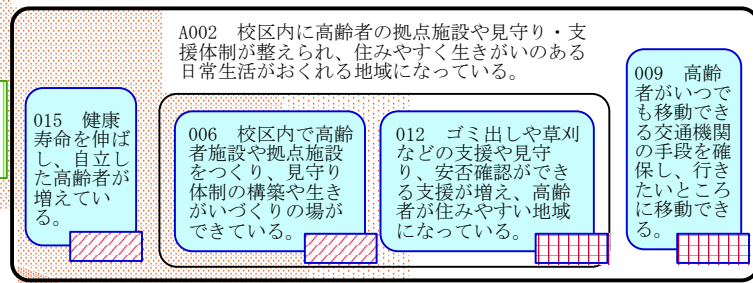 A002　校区内に高齢者の拠点施設や見守り・支
援体制が整えられ、住みやすく生きがいのある
日常生活がおくれる地域になっている。
015　健康
寿命を伸ば
し、自立し
た高齢者が
増えてい
る。
006　校区内で高齢
者施設や拠点施設
をつくり、見守り
体制の構築や生き
がいづくりの場が
できている。
012　ゴミ出しや草刈
などの支援や見守
り、安否確認ができ
る支援が増え、高齢
者が住みやすい地域
になっている。
009　高齢
者がいつで
も移動でき
る交通機関
の手段を確
保し、行き
たいところ
に移動でき
る。